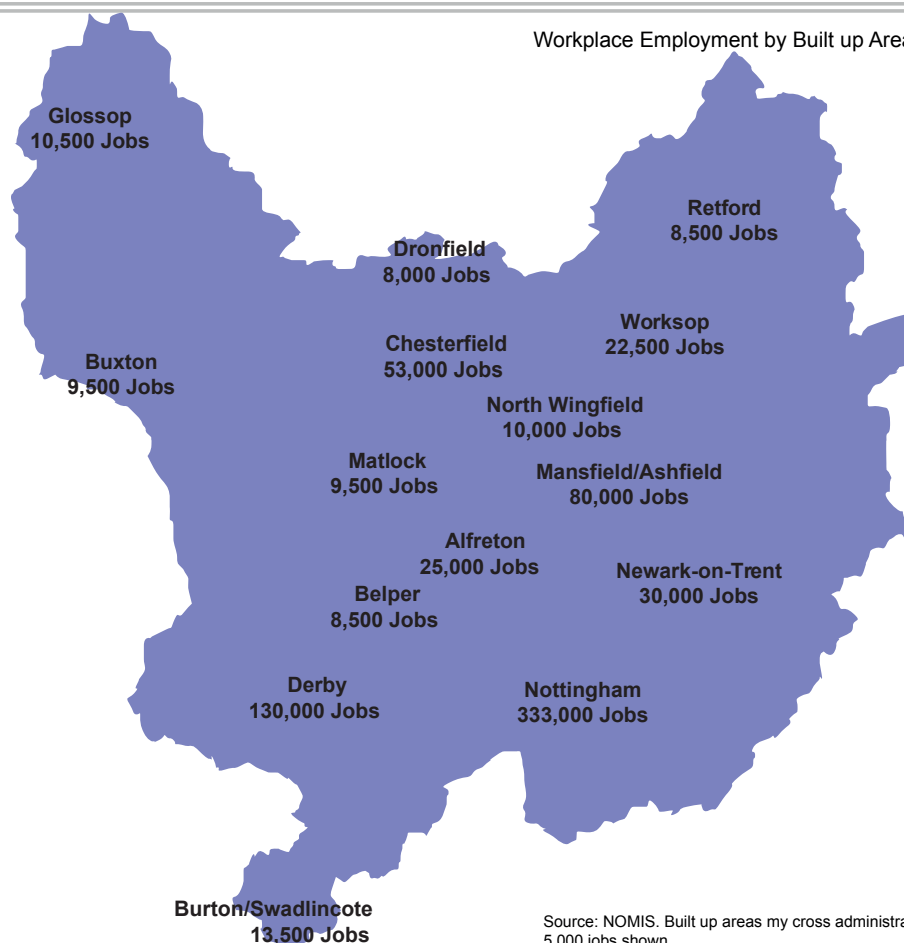 Workplace Employment by Built up Area
Glossop
10,500 Jobs
Retford
8,500 Jobs
Dronfield
8,000 Jobs
Worksop
22,500 Jobs
Chesterfield
53,000 Jobs
Buxton
9,500 Jobs
North Wingfield
10,000 Jobs
Matlock
9,500 Jobs
Mansfield/Ashfield
80,000 Jobs
Alfreton
25,000 Jobs
Newark-on-Trent
30,000 Jobs
Belper
8,500 Jobs
Derby
130,000 Jobs
Nottingham
333,000 Jobs
Burton/Swadlincote
13,500 Jobs
Source: NOMIS. Built up areas my cross administra
5,000 jobs shown